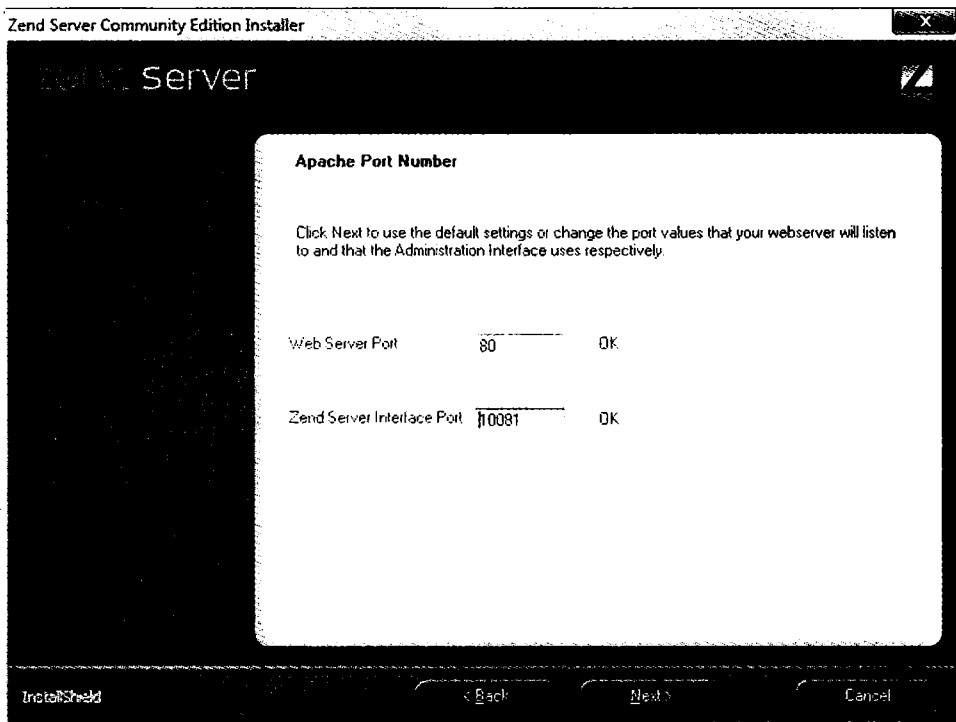 Zend Server Community Edition Installer
Server
Apache Port Number
Click Next to use the default settings or change the port values that your webserver will listen
to and that the Administration Interface uses respectively.
Web Server Port 80 OK
Zend Server Interface Port 10081 OK
InstallShield
< Back Next > Cancel